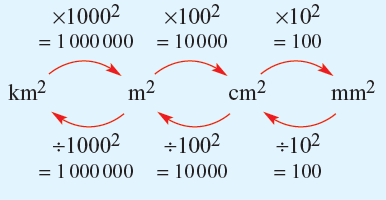 ×1000² ×100² ×10²
= 1 000 000 = 10 000 = 100
km² m² cm² mm²
÷1000² ÷100² ÷10²
= 1 000 000 = 10 000 = 100